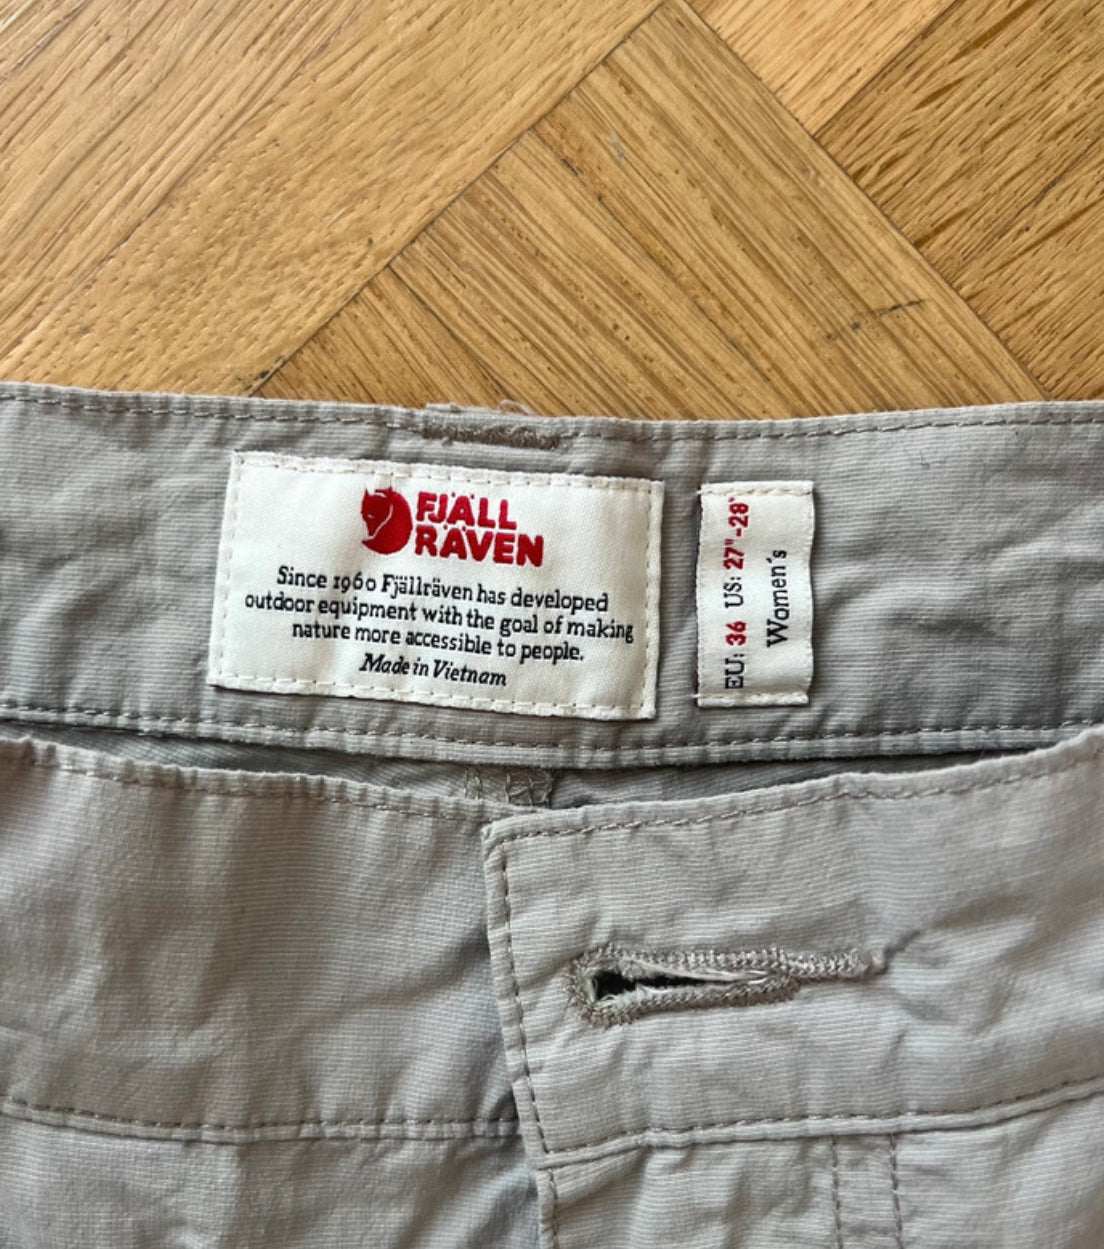 FJÄLL
RÄVEN
Since 1960 Fjällräven has developed
outdoor equipment with the goal of making
nature more accessible to people.
Made in Vietnam
EU: 36 US: 27"-28"
Women's